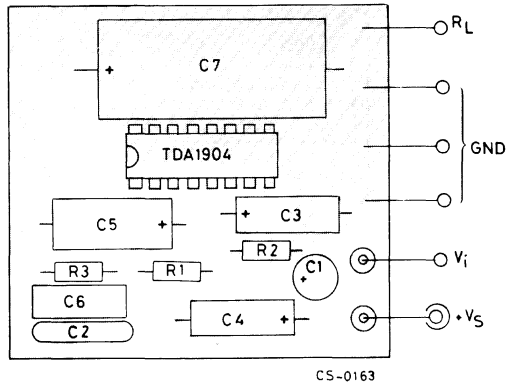 RL
+ C7
GND
TDA1904
C5 +
+ C3
R2
C1
+
Vi
R3
R1
C6
C2
C4 +
+VS
CS-0163